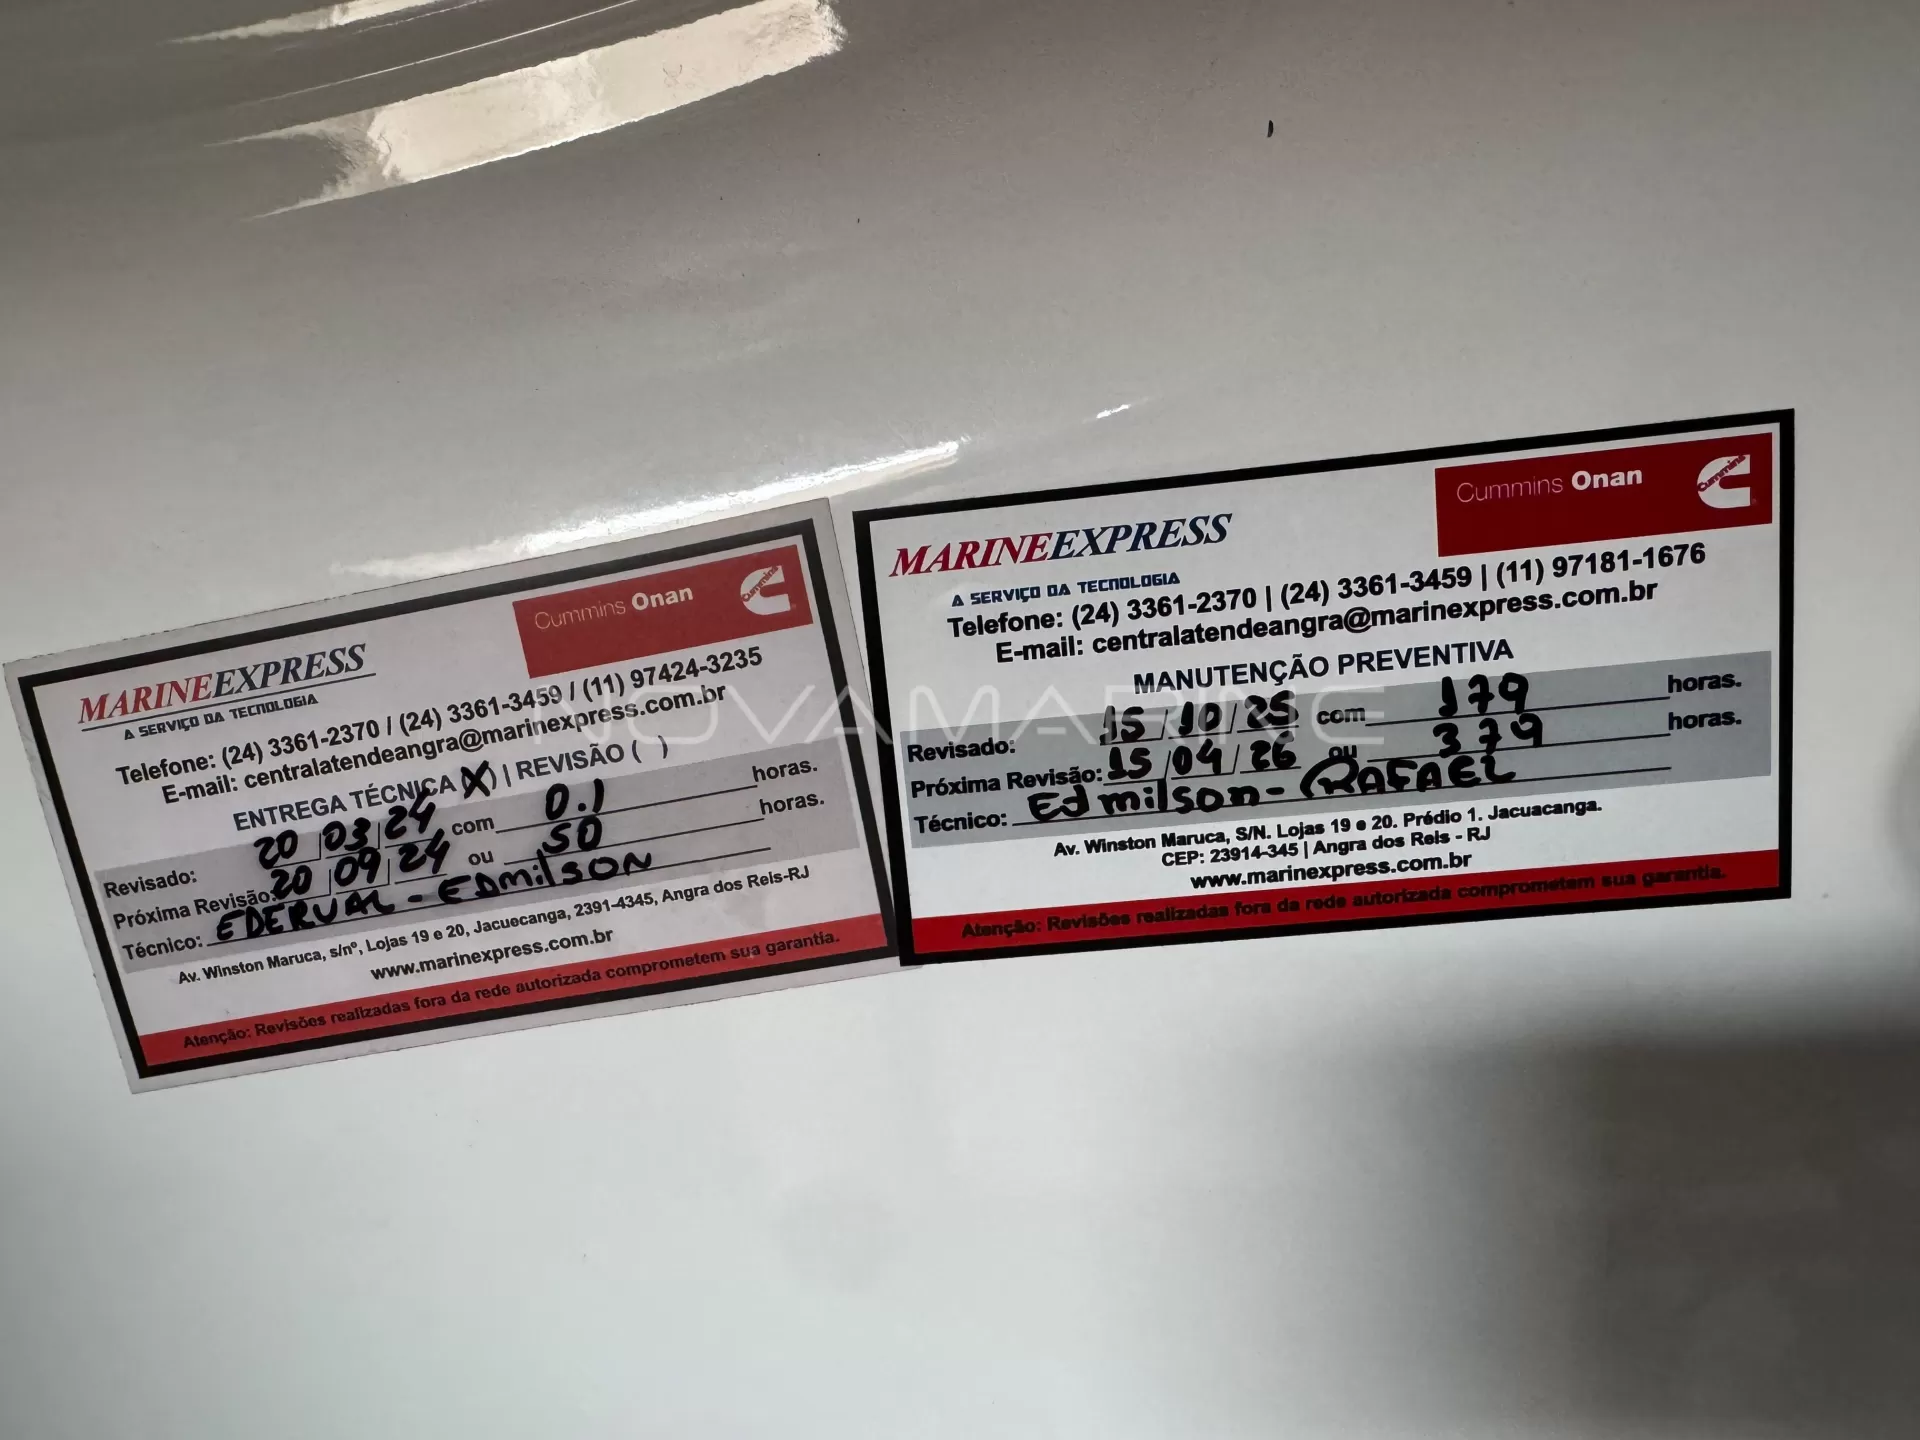 MARINEEXPRESS
A SERVIÇO DA TECNOLOGIA
Cummins Onan
Cummins
Telefone: (24) 3361-2370 / (24) 3361-3459 / (11) 97424-3235
E-mail: centralatendeangra@marinexpress.com.br
ENTREGA TÉCNICA (X) | REVISÃO ( )
Revisado: 20/03/24 com 0.1 horas.
Próxima Revisão: 20/09/24 ou 50 horas.
Técnico: EDERVAL - EDmilSON
Av. Winston Maruca, s/nº, Lojas 19 e 20, Jacuecanga, 2391-4345, Angra dos Reis-RJ
www.marinexpress.com.br
Atenção: Revisões realizadas fora da rede autorizada comprometem sua garantia.
MARINEEXPRESS
A SERVIÇO DA TECNOLOGIA
Cummins Onan
Cummins
Telefone: (24) 3361-2370 | (24) 3361-3459 | (11) 97181-1676
E-mail: centralatendeangra@marinexpress.com.br
MANUTENÇÃO PREVENTIVA
Revisado: 15/10/25 com 179 horas.
Próxima Revisão: 15/04/26 ou 379 horas.
Técnico: Edmilson - RAFAEL
Av. Winston Maruca, S/N. Lojas 19 e 20. Prédio 1. Jacuacanga.
CEP: 23914-345 | Angra dos Reis - RJ
www.marinexpress.com.br
Atenção: Revisões realizadas fora da rede autorizada comprometem sua garantia.
NOVAMARINE